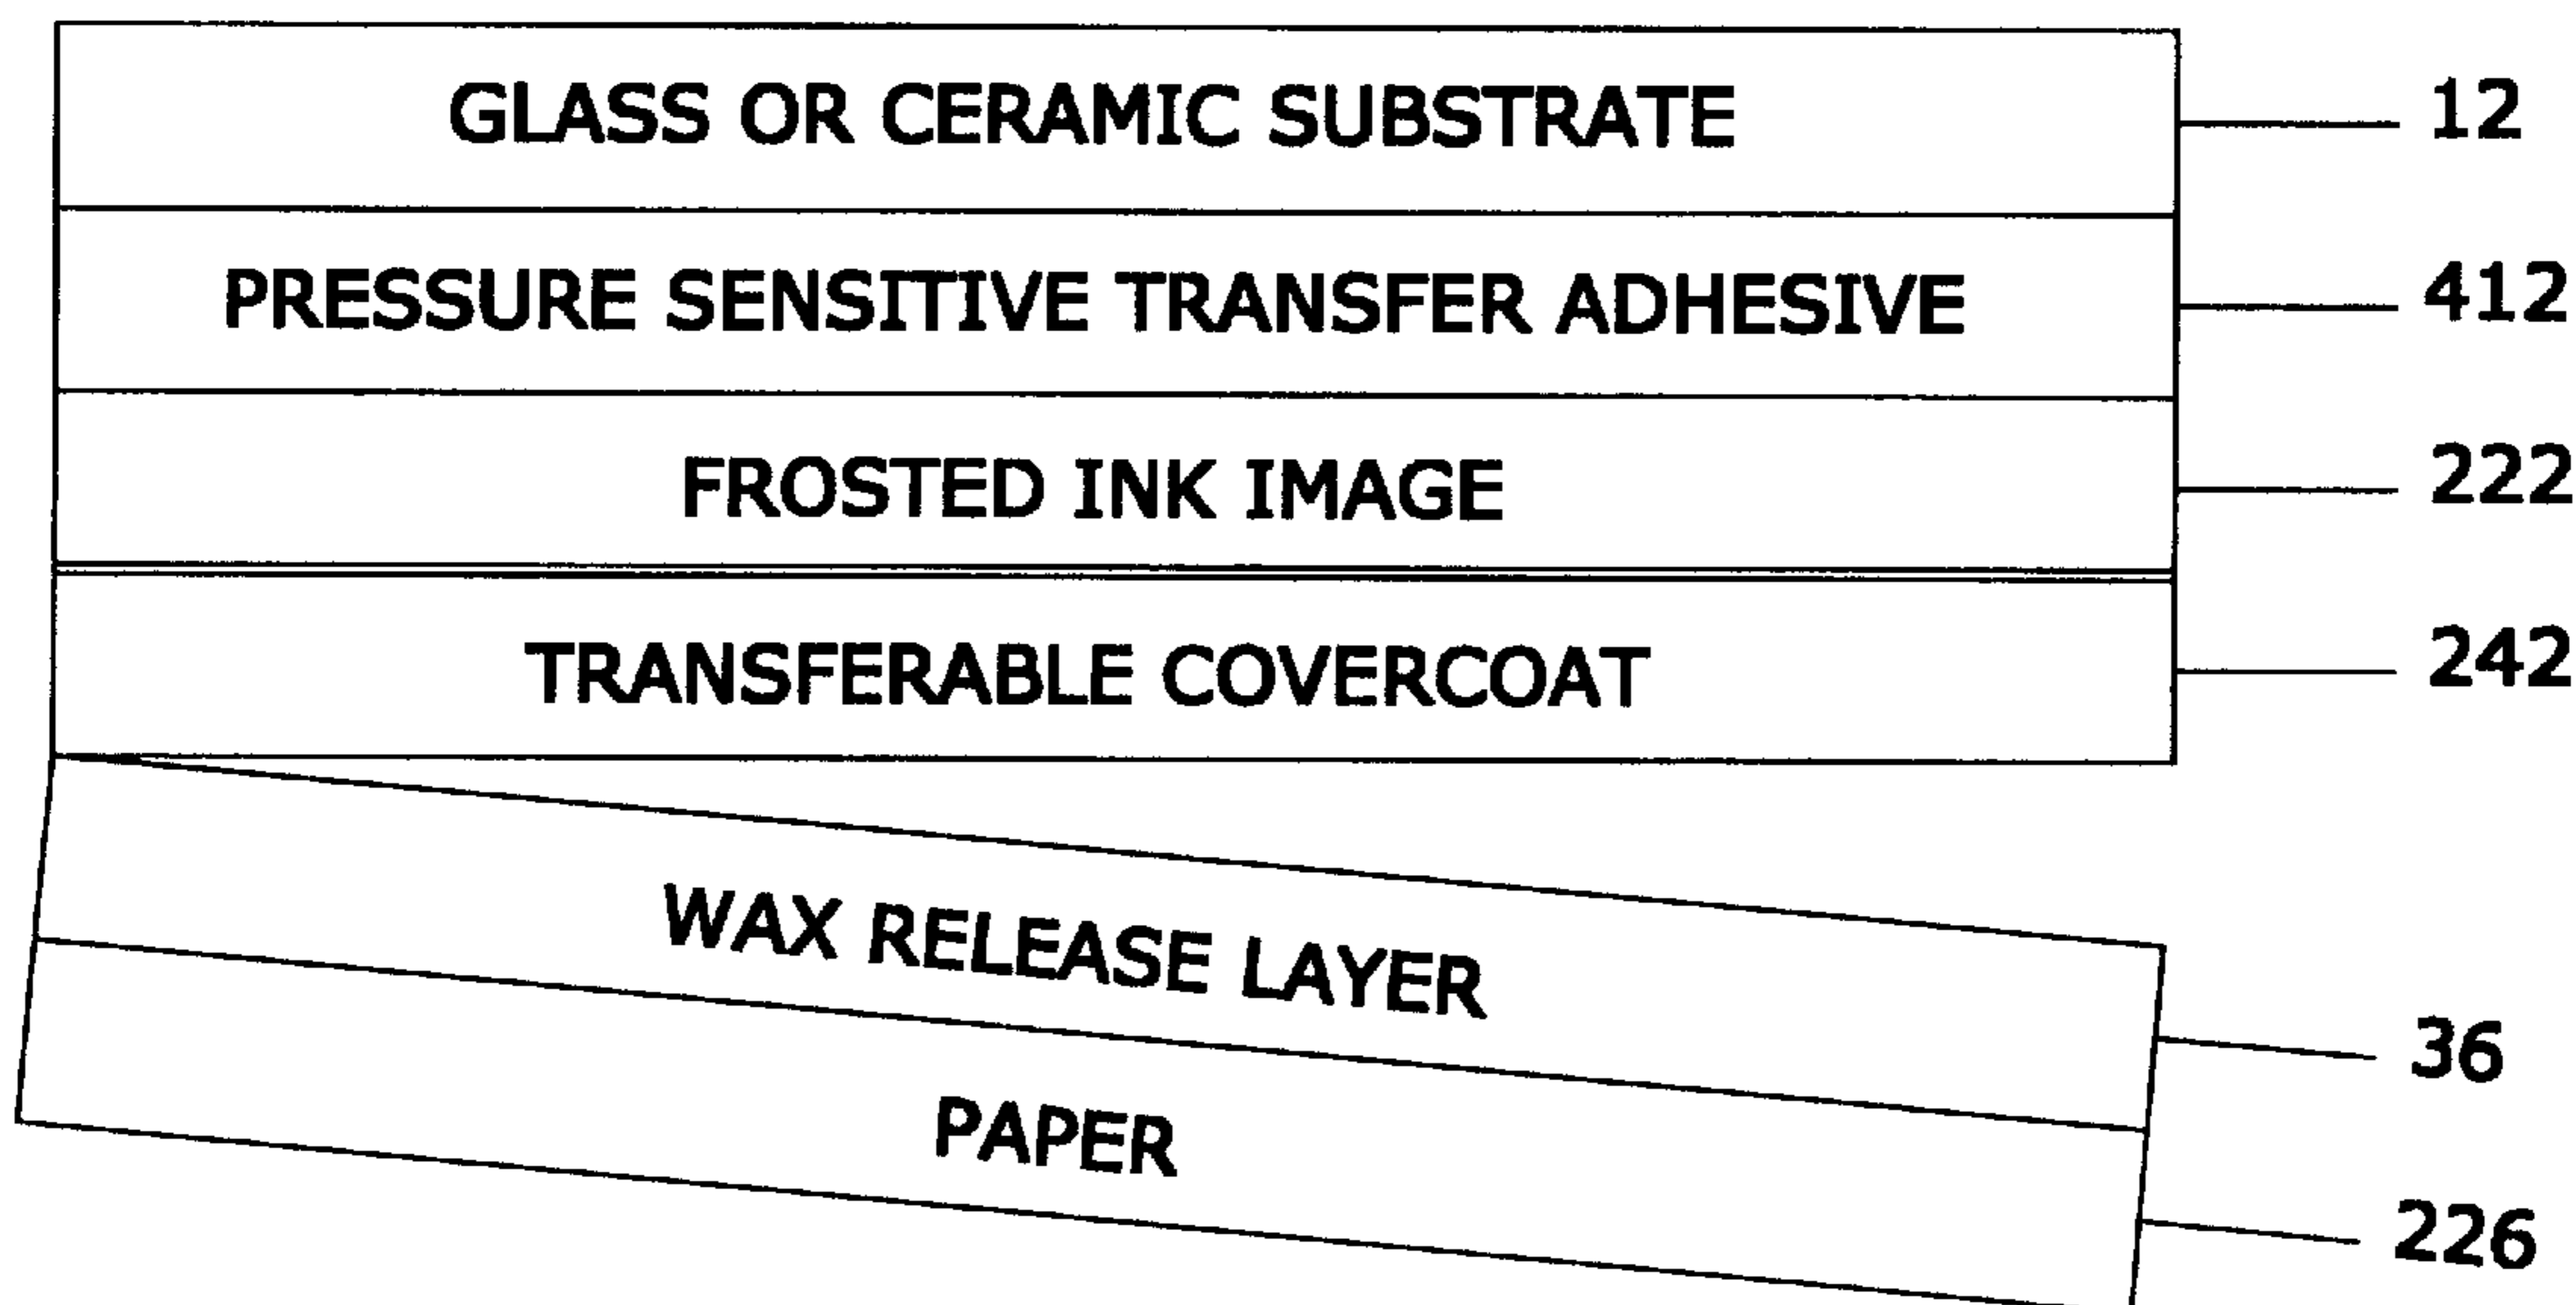 GLASS OR CERAMIC SUBSTRATE 12
PRESSURE SENSITIVE TRANSFER ADHESIVE 412
FROSTED INK IMAGE 222
TRANSFERABLE COVERCOAT 242
WAX RELEASE LAYER 36
PAPER 226